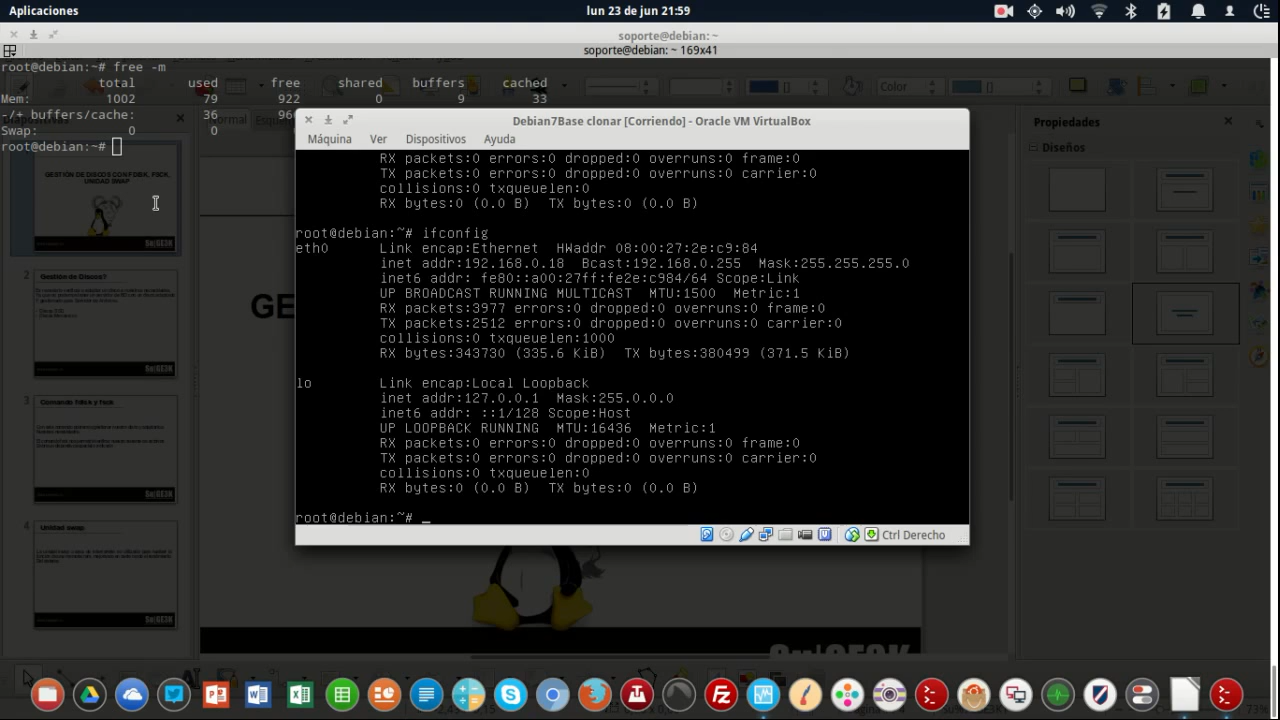 Aplicaciones
lun 23 de jun 21:59
soporte@debian: ~
soporte@debian: ~ 169x41
root@debian:~# free -m
total used free shared buffers cached
Mem: 1002 79 922 0 9 33
-/+ buffers/cache: 36
Swap: 0 0
root@debian:~#
Color
Propiedades
Diseños
GESTIÓN DE DISCOS CON FDISK, FSCK,
UNIDAD SWAP
2
Gestión de Discos?
3
Comando fdisk y fsck
4
Unidad swap
GE
Debian7Base clonar [Corriendo] - Oracle VM VirtualBox
Máquina Ver Dispositivos Ayuda
RX packets:0 errors:0 dropped:0 overruns:0 frame:0
TX packets:0 errors:0 dropped:0 overruns:0 carrier:0
collisions:0 txqueuelen:0
RX bytes:0 (0.0 B) TX bytes:0 (0.0 B)
root@debian:~# ifconfig
eth0 Link encap:Ethernet HWaddr 08:00:27:2e:c9:84
inet addr:192.168.0.18 Bcast:192.168.0.255 Mask:255.255.255.0
inet6 addr: fe80::a00:27ff:fe2e:c984/64 Scope:Link
UP BROADCAST RUNNING MULTICAST MTU:1500 Metric:1
RX packets:3977 errors:0 dropped:0 overruns:0 frame:0
TX packets:2512 errors:0 dropped:0 overruns:0 carrier:0
collisions:0 txqueuelen:1000
RX bytes:343730 (335.6 KiB) TX bytes:380499 (371.5 KiB)
lo Link encap:Local Loopback
inet addr:127.0.0.1 Mask:255.0.0.0
inet6 addr: ::1/128 Scope:Host
UP LOOPBACK RUNNING MTU:16436 Metric:1
RX packets:0 errors:0 dropped:0 overruns:0 frame:0
TX packets:0 errors:0 dropped:0 overruns:0 carrier:0
collisions:0 txqueuelen:0
RX bytes:0 (0.0 B) TX bytes:0 (0.0 B)
root@debian:~# _
Ctrl Derecho